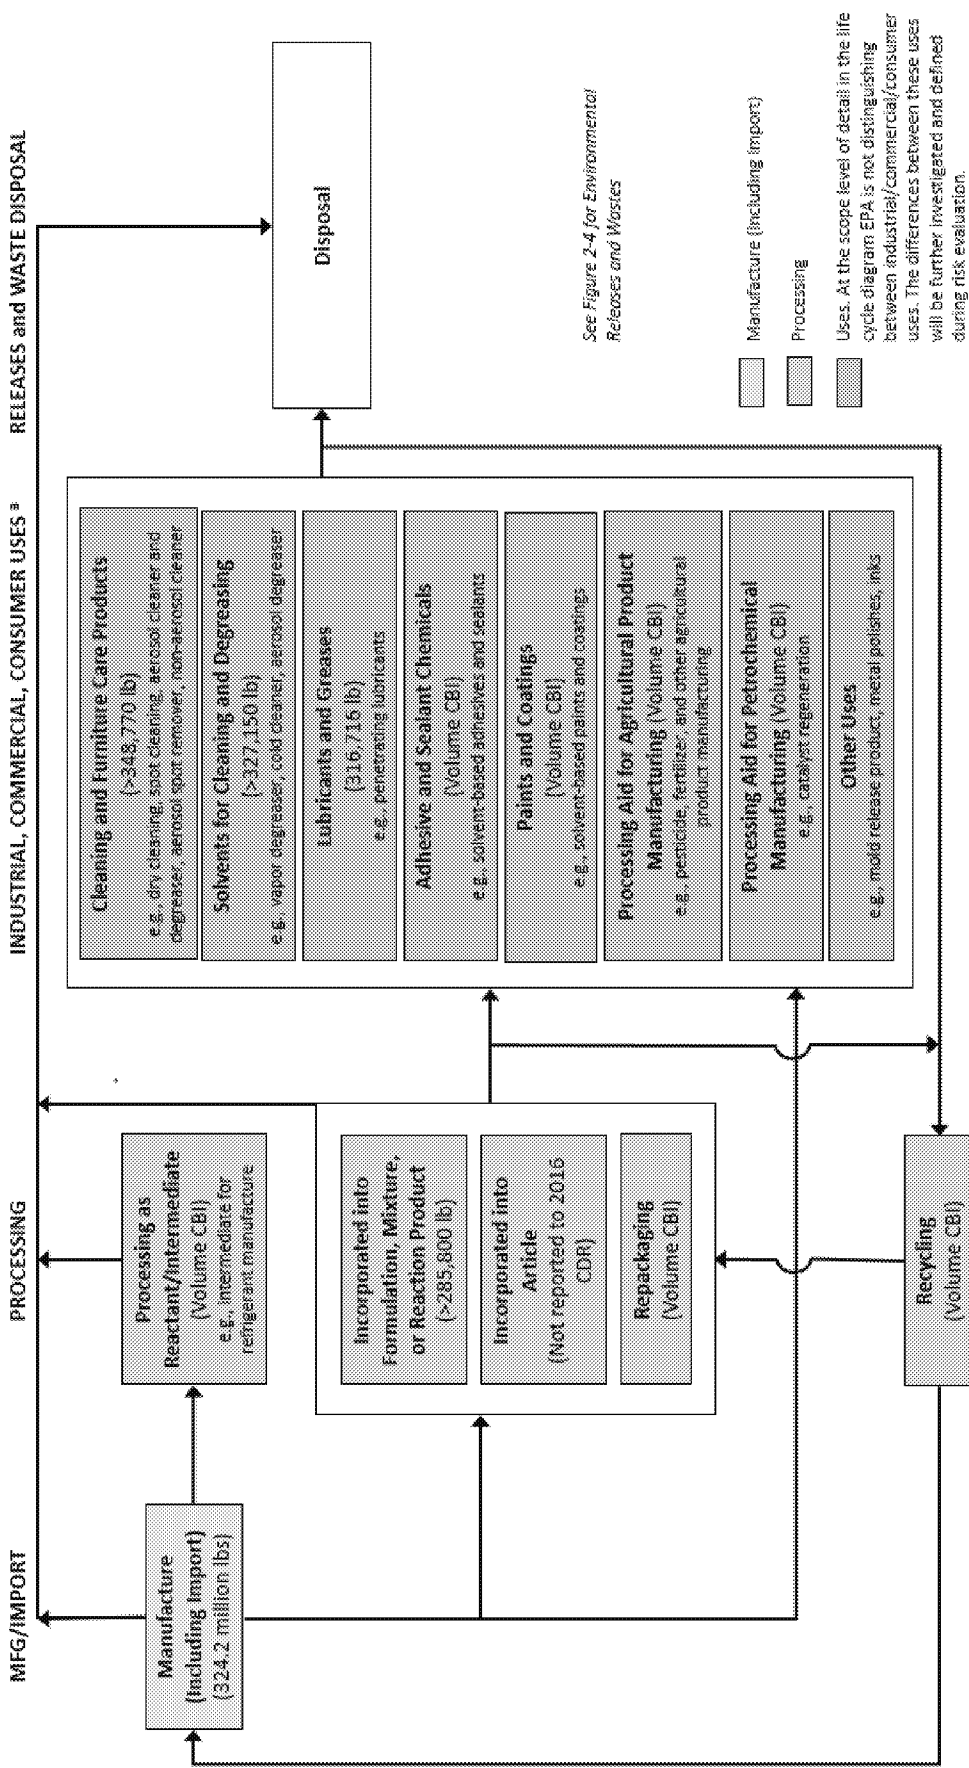 MFG/IMPORT
PROCESSING
INDUSTRIAL, COMMERCIAL, CONSUMER USES ª
RELEASES and WASTE DISPOSAL
Manufacture
(Including Import)
(324.2 million lbs)
Processing as
Reactant/Intermediate
(Volume CBI)
e.g., intermediate for
refrigerant manufacture
Incorporated into
Formulation, Mixture,
or Reaction Product
(>285,800 lb)
Incorporated into
Article
(Not reported to 2016
CDR)
Repackaging
(Volume CBI)
Recycling
(Volume CBI)
Cleaning and Furniture Care Products
(>348,770 lb)
e.g., dry cleaning, spot cleaning, aerosol cleaner and
degreaser, aerosol spot remover, non-aerosol cleaner
Solvents for Cleaning and Degreasing
(>327,150 lb)
e.g., vapor degreaser, cold cleaner, aerosol degreaser
Lubricants and Greases
(316,716 lb)
e.g., penetrating lubricants
Adhesive and Sealant Chemicals
(Volume CBI)
e.g., solvent-based adhesives and sealants
Paints and Coatings
(Volume CBI)
e.g., solvent-based paints and coatings
Processing Aid for Agricultural Product
Manufacturing (Volume CBI)
e.g., pesticide, fertilizer, and other agricultural
product manufacturing
Processing Aid for Petrochemical
Manufacturing (Volume CBI)
e.g., catalyst regeneration
Other Uses
e.g., mold release product, metal polishes, inks
Disposal
See Figure 2-4 for Environmental
Releases and Wastes
Manufacture (Including Import)
Processing
Uses. At the scope level of detail in the life
cycle diagram EPA is not distinguishing
between industrial/commercial/consumer
uses. The differences between these uses
will be further investigated and defined
during risk evaluation.